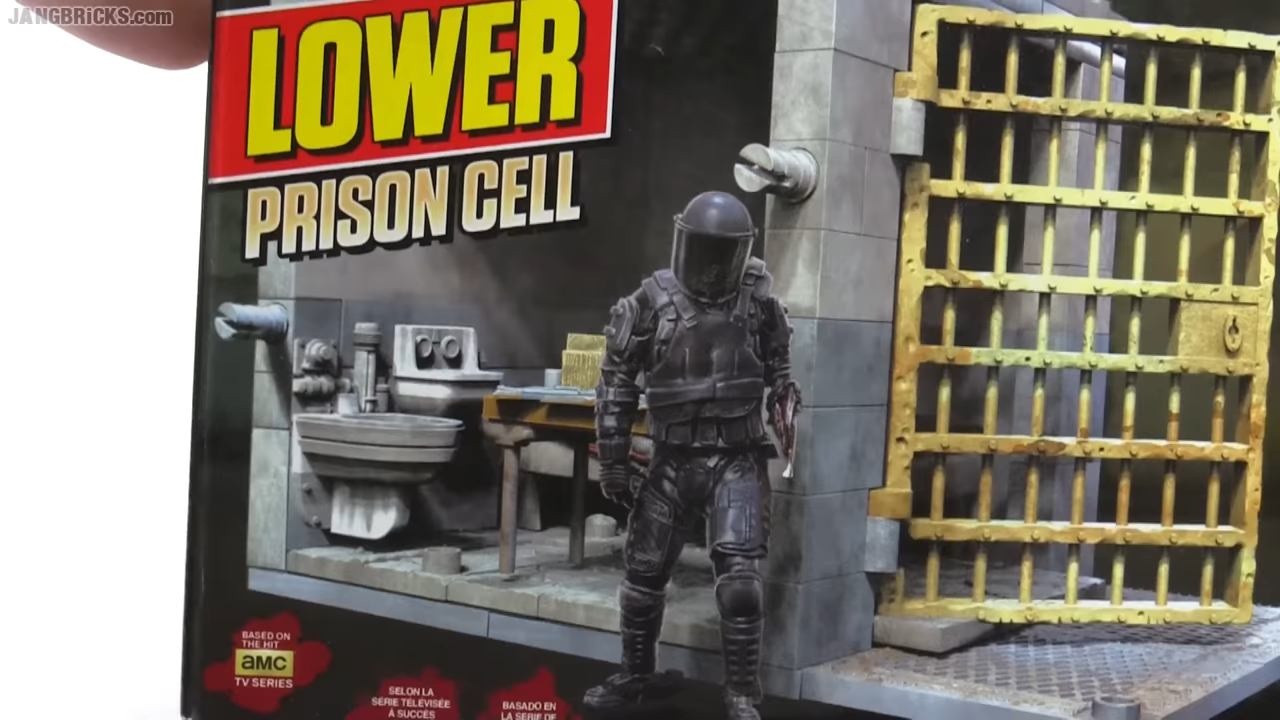 JANGBRiCKS.COM
LOWER
PRISON CELL
BASED ON
THE HIT
aMC
TV SERIES
SELON LA
SÉRIE TÉLÉVISÉE
À SUCCÈS
BASADO EN
LA SERIE DE